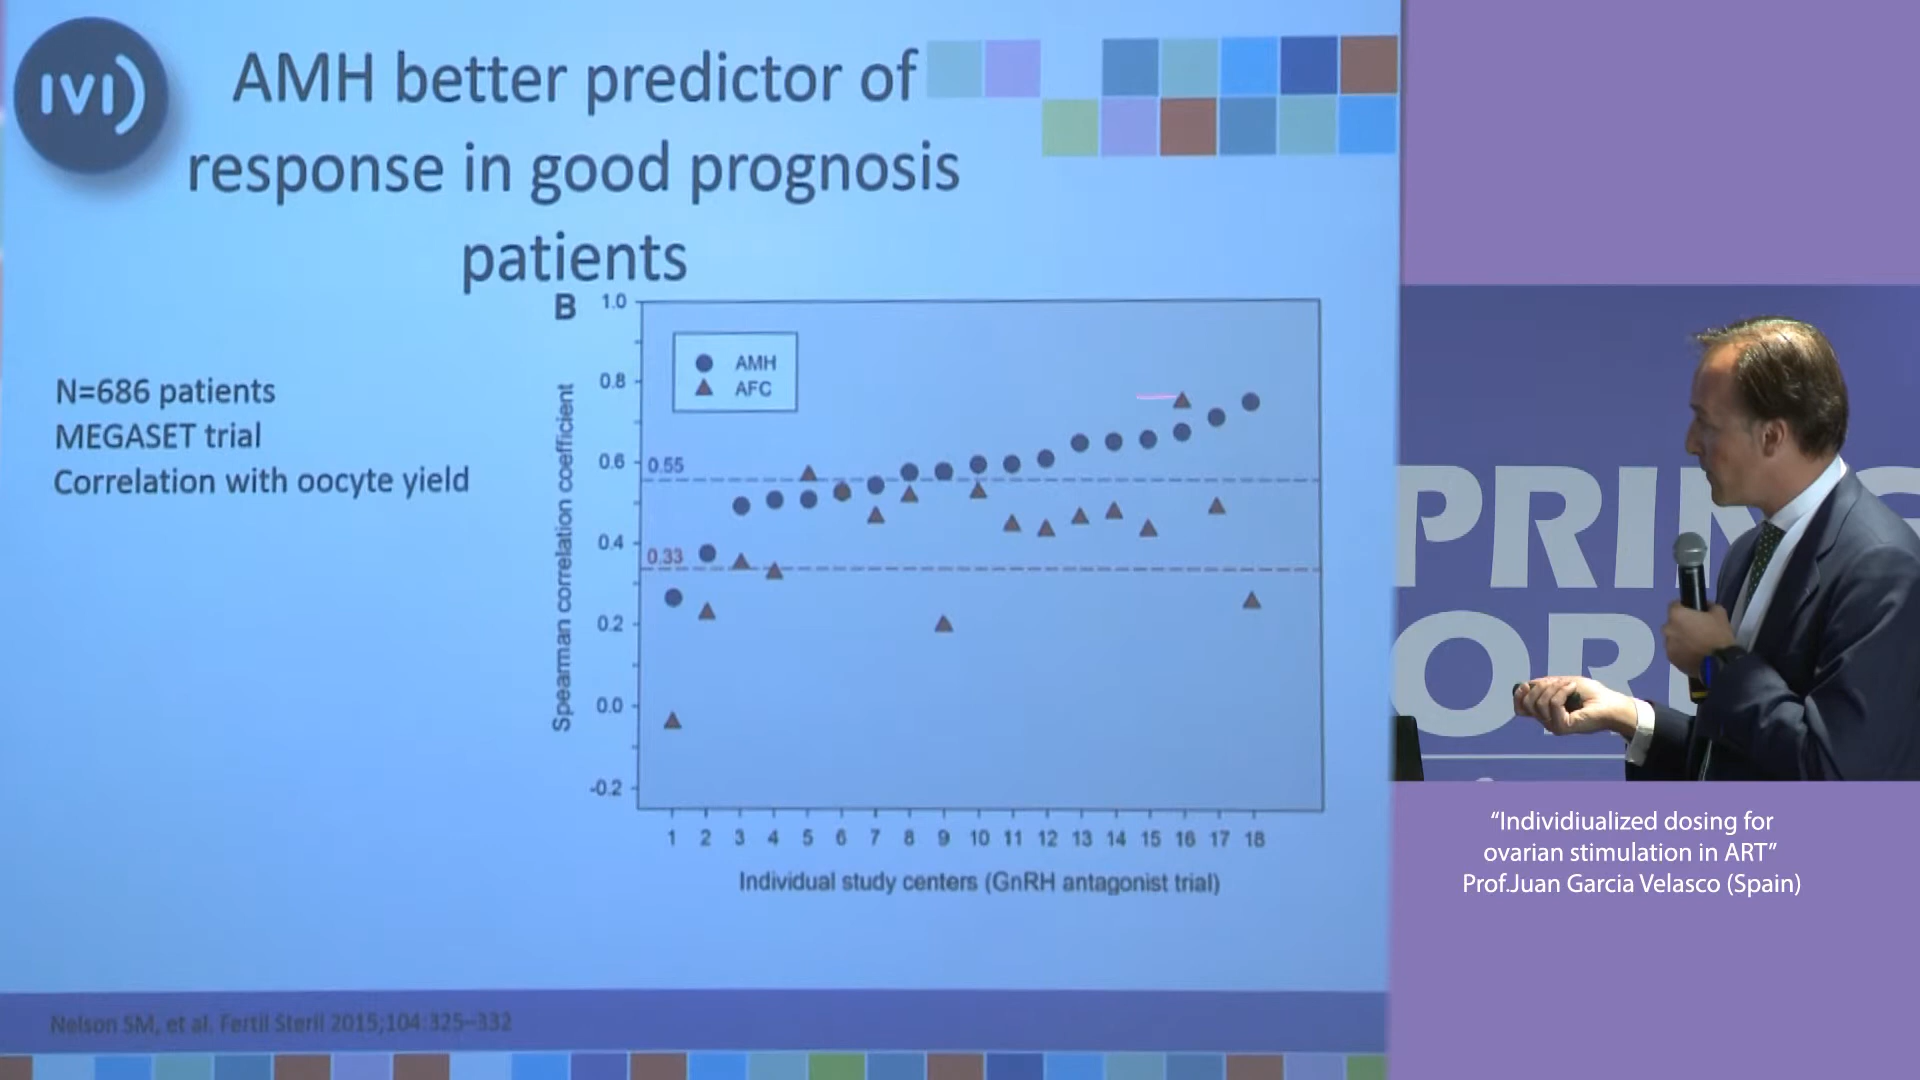 IVI)
AMH better predictor of
response in good prognosis
patients
N=686 patients
MEGASET trial
Correlation with oocyte yield
B
1.0
0.8
0.6
0.4
0.2
0.0
-0.2
AMH
AFC
0.55
0.33
Spearman correlation coefficient
1 2 3 4 5 6 7 8 9 10 11 12 13 14 15 16 17 18
Individual study centers (GnRH antagonist trial)
Nelson SM, et al. Fertil Steril 2015;104:325–332
PRIN G
OR
“Individiualized dosing for
ovarian stimulation in ART”
Prof.Juan Garcia Velasco (Spain)